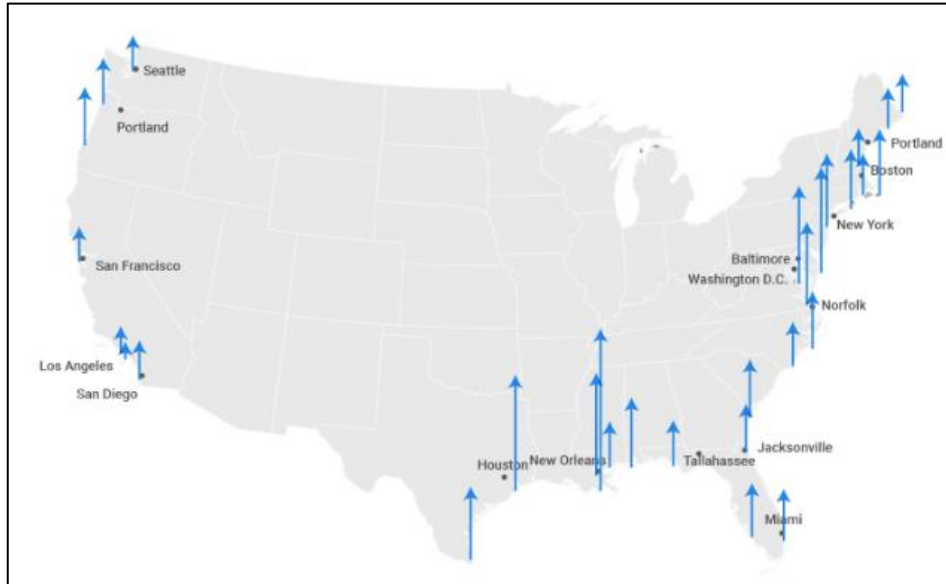 Seattle
Portland
Portland
Boston
New York
San Francisco
Baltimore
Washington D.C.
Norfolk
Los Angeles
San Diego
Houston
New Orleans
Tallahassee
Jacksonville
Miami